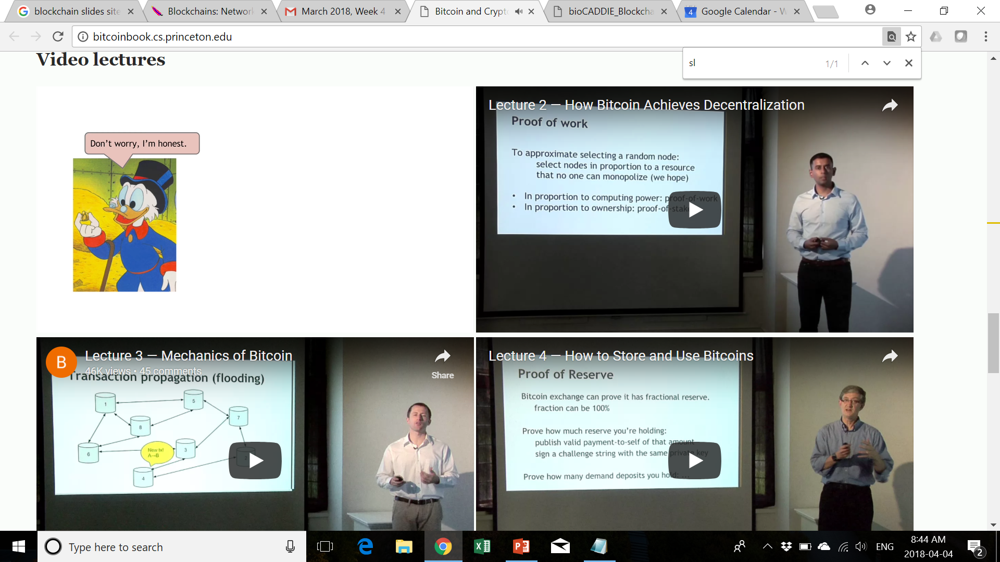 blockchain slides site
Blockchains: Network
March 2018, Week 4
Bitcoin and Crypto
bioCADDIE_Blockcha
4
Google Calendar - W
bitcoinbook.cs.princeton.edu
sl
1/1
Video lectures
Don't worry, I'm honest.
Lecture 2 — How Bitcoin Achieves Decentralization
Proof of work
To approximate selecting a random node:
select nodes in proportion to a resource
that no one can monopolize (we hope)
• In proportion to computing power: proof-of-work
• In proportion to ownership: proof-of-stake
B
Lecture 3 — Mechanics of Bitcoin
46K views • 45 comments
Share
Transaction propagation (flooding)
1
5
7
8
New tx!
A→B
3
6
2
4
Lecture 4 — How to Store and Use Bitcoins
Proof of Reserve
Bitcoin exchange can prove it has fractional reserve.
fraction can be 100%
Prove how much reserve you're holding:
publish valid payment-to-self of that amount
sign a challenge string with the same private key
Prove how many demand deposits you hold: ...
Type here to search
ENG
8:44 AM
2018-04-04
2